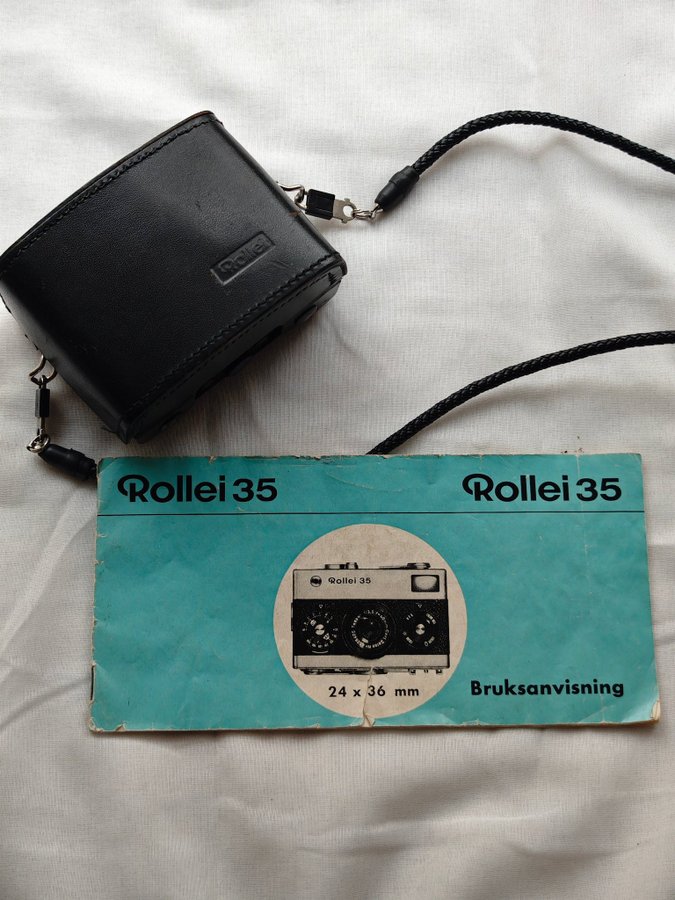 Rollei
Rollei 35 Rollei 35
Rollei 35
24 x 36 mm
Bruksanvisning